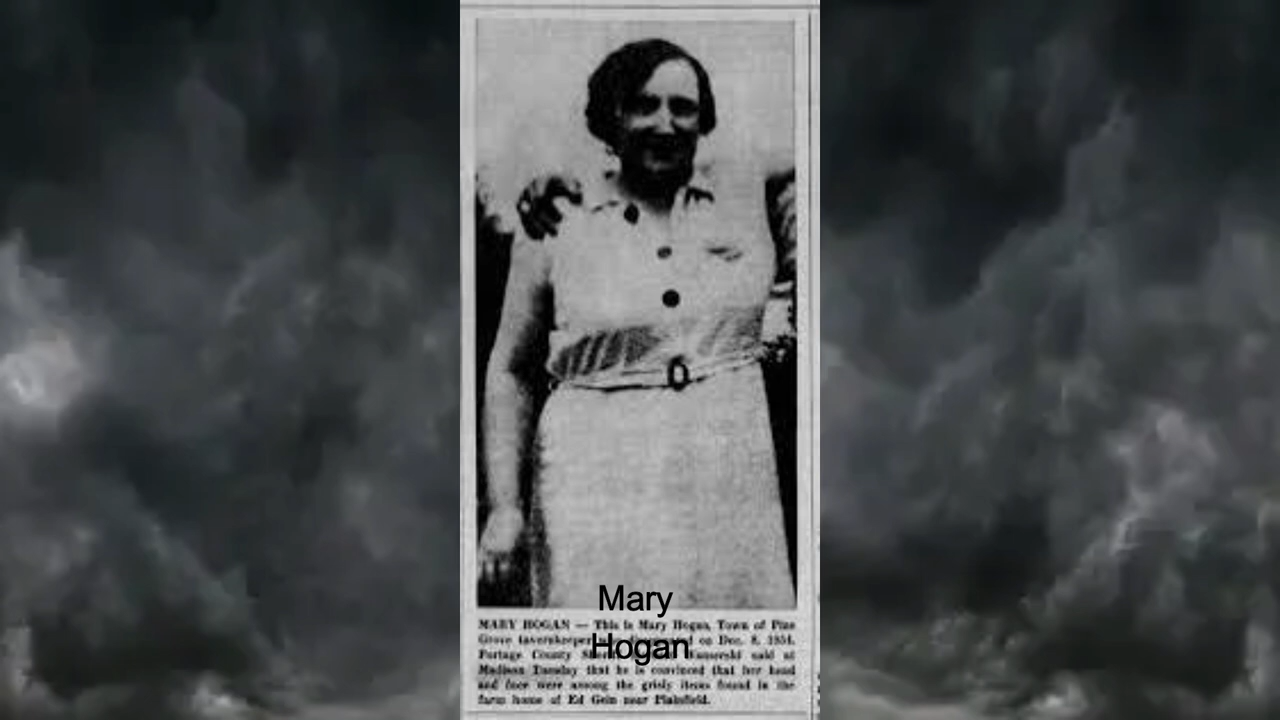 Mary
Hogan
MARY HOGAN — This is Mary Hogan, Town of Pine
Grove tavernkeeper on Dec. 8, 1954.
Portage County said at
Madison Tuesday that he is convinced that her head
and face were among the grisly items found in the
farm home of Ed Gein near Plainfield.